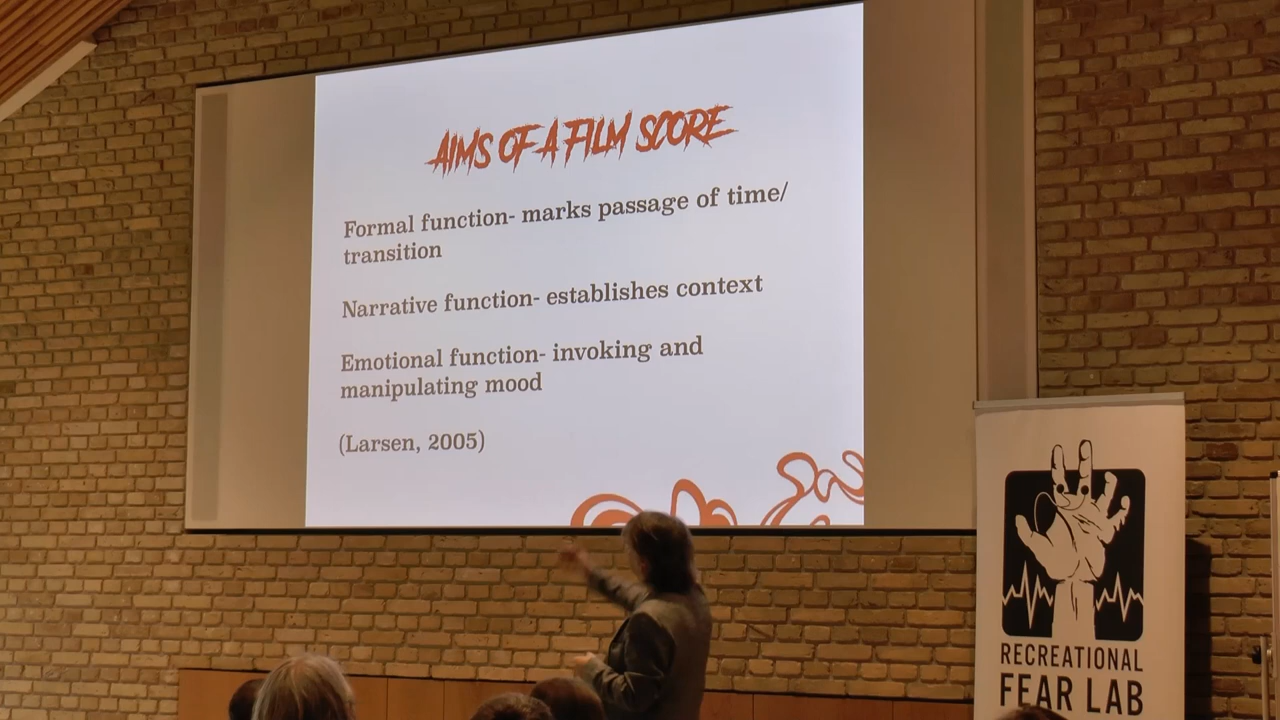 AIMS OF A FILM SCORE
Formal function- marks passage of time/
transition
Narrative function- establishes context
Emotional function- invoking and
manipulating mood
(Larsen, 2005)
RECREATIONAL
FEAR LAB